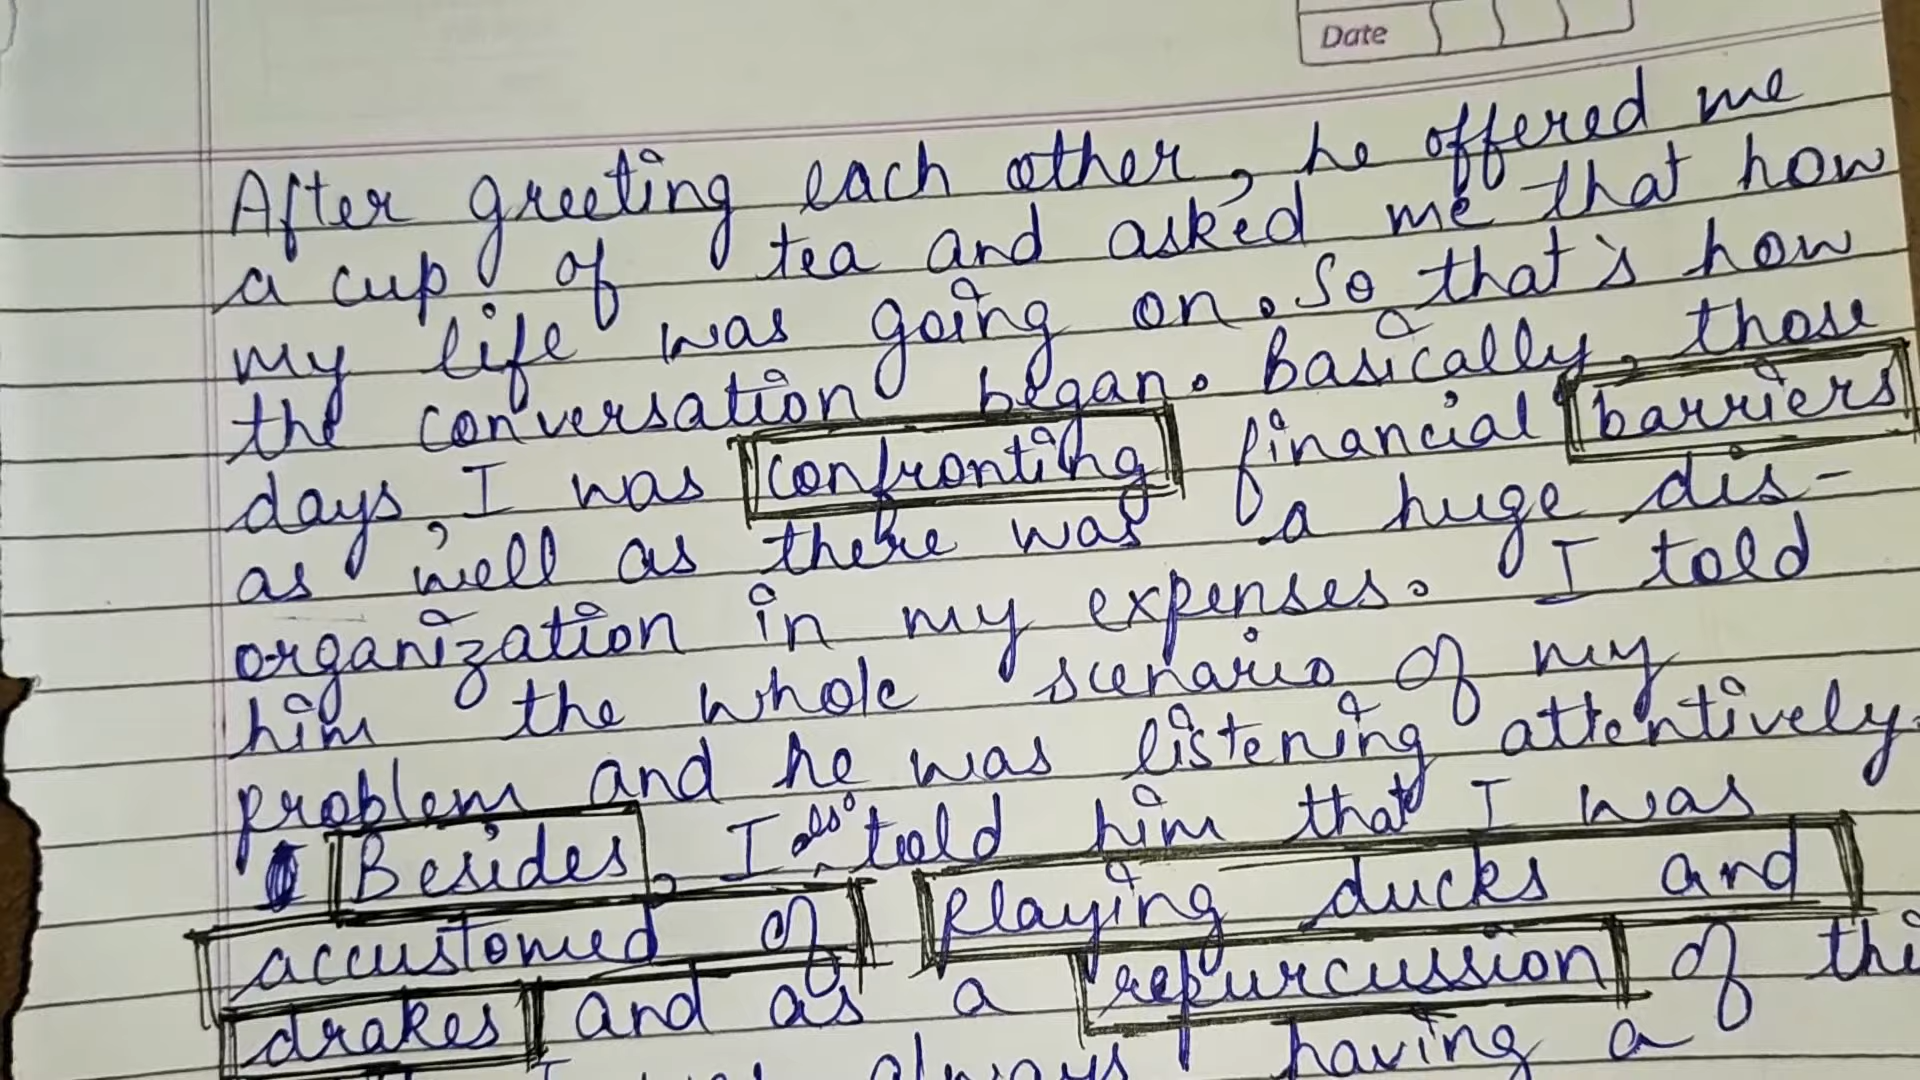 Date
After greeting each other, he offered me
a cup of tea and asked me that how
my life was going on. So that's how
the conversation began. Basically, those
days, I was confronting financial barriers
as well as there was a huge dis-
organization in my expenses. I told
him the whole scenario of my
problem and he was listening attentively.
Besides, I also told him that I was
accustomed of playing ducks and
drakes and as a repurcussion of thi
always having a